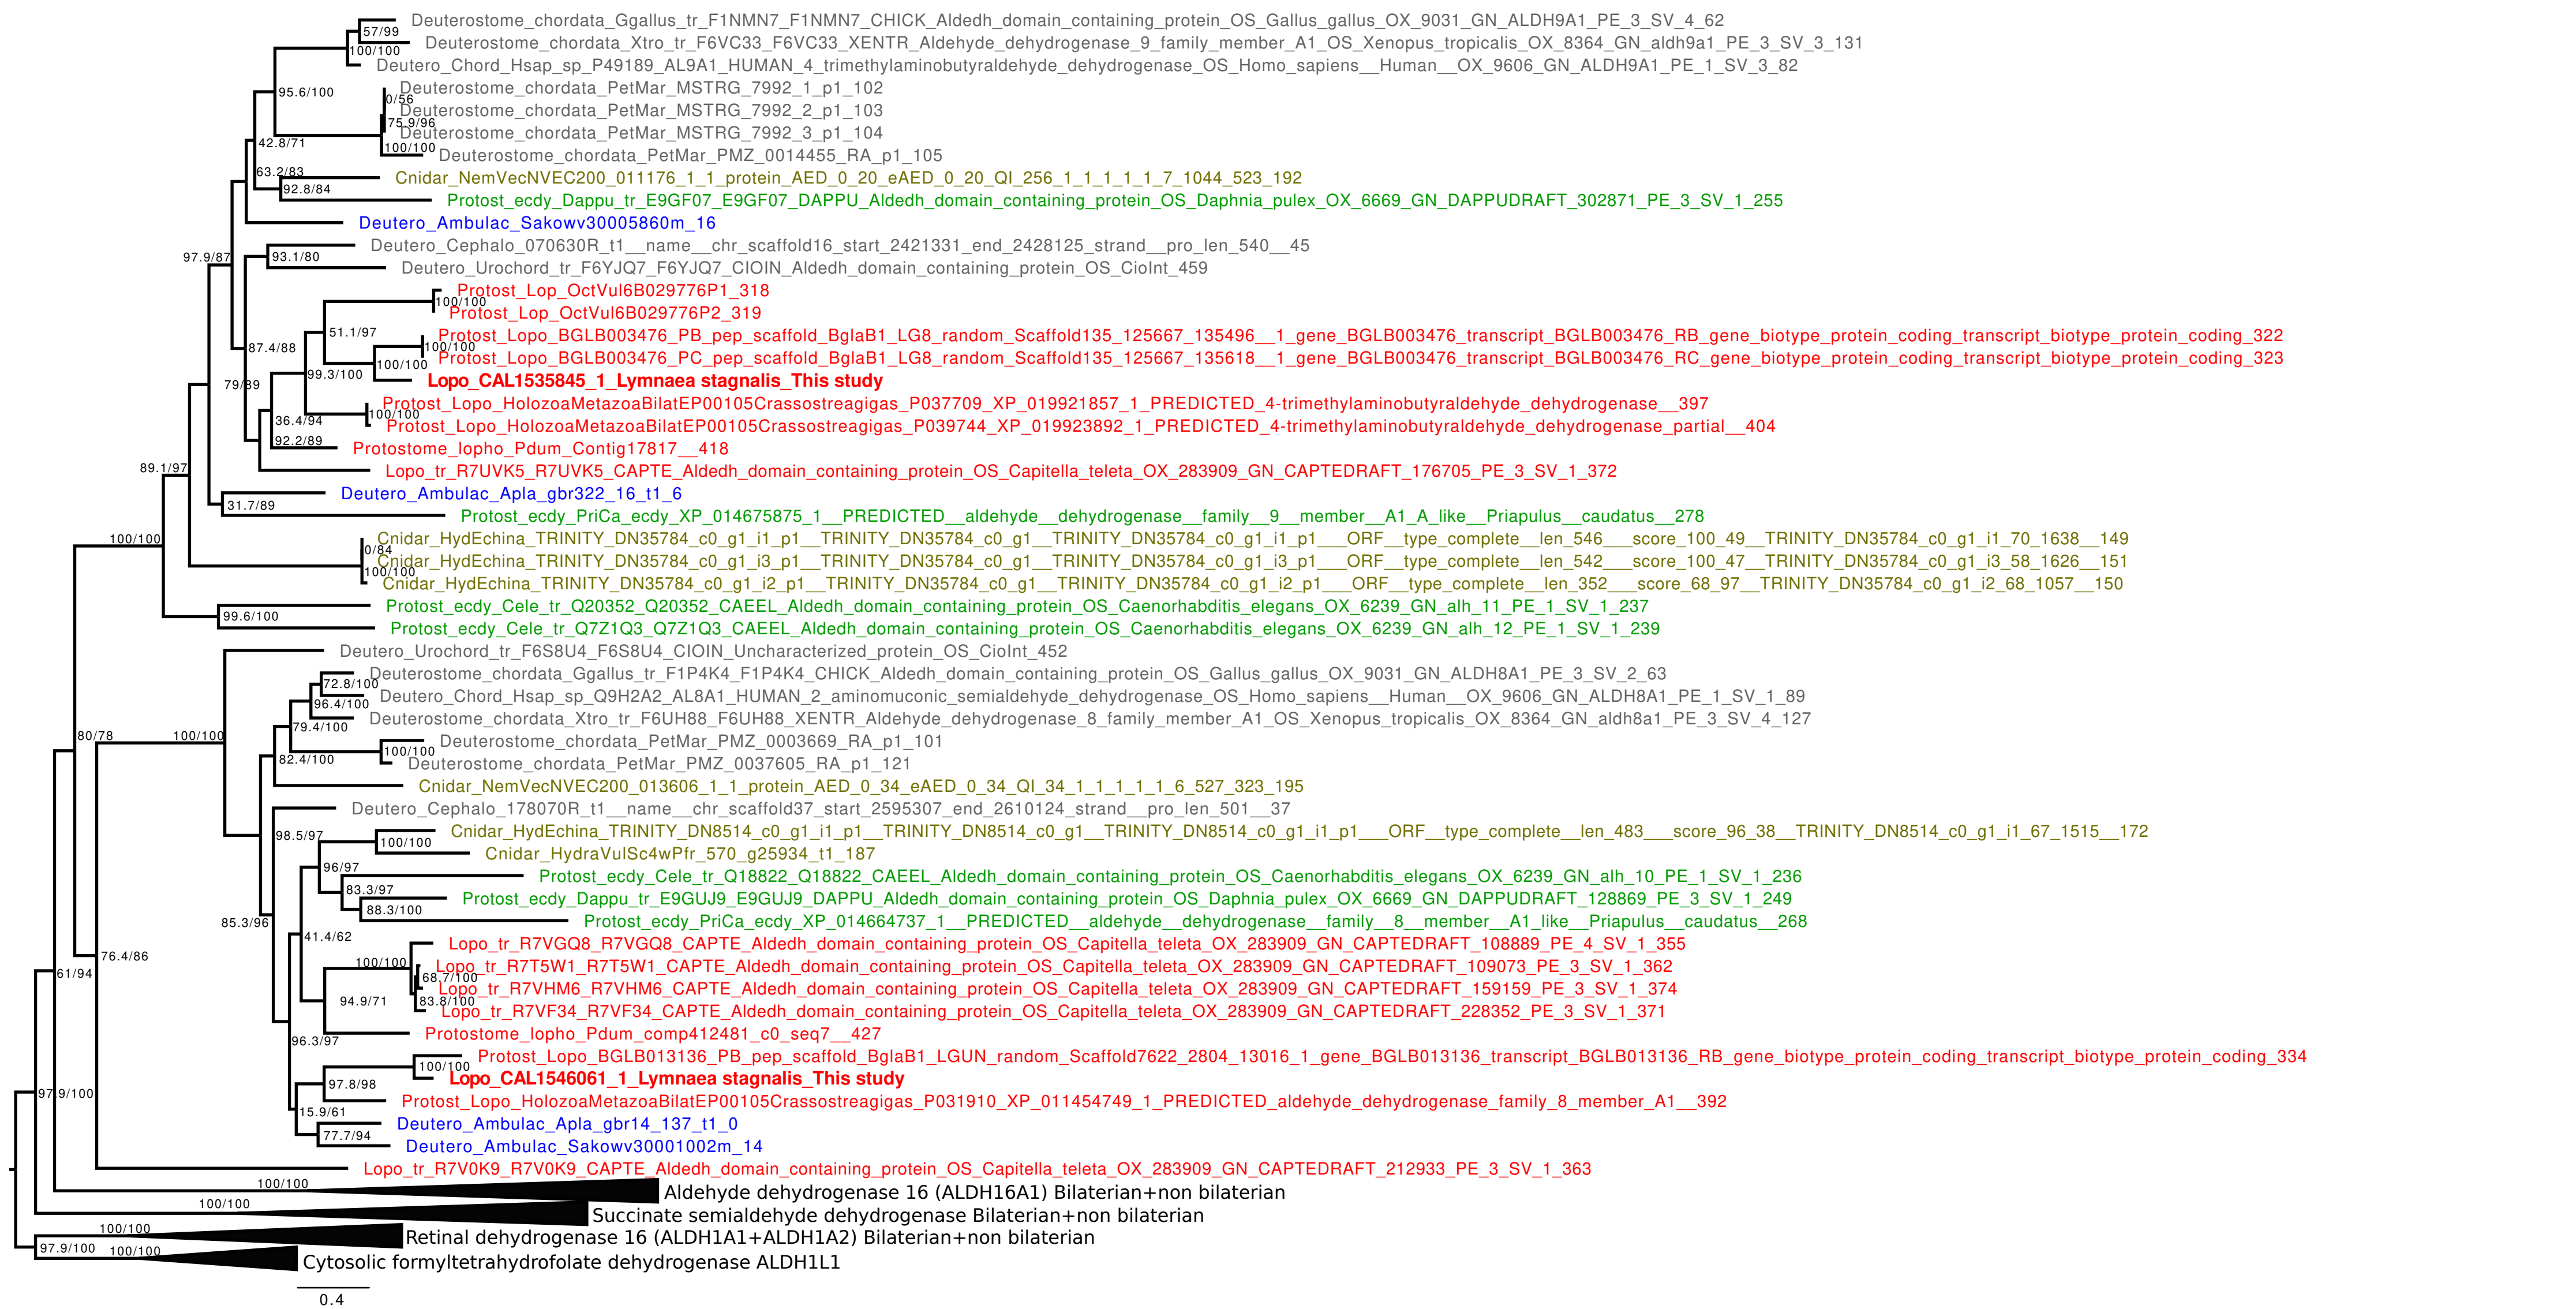 Deuterostome_chordata_Ggallus_tr_F1NMN7_F1NMN7_CHICK_Aldedh_domain_containing_protein_OS_Gallus_gallus_OX_9031_GN_ALDH9A1_PE_3_SV_4_62
57/99
Deuterostome_chordata_Xtro_tr_F6VC33_F6VC33_XENTR_Aldehyde_dehydrogenase_9_family_member_A1_OS_Xenopus_tropicalis_OX_8364_GN_aldh9a1_PE_3_SV_3_131
100/100
Deutero_Chord_Hsap_sp_P49189_AL9A1_HUMAN_4_trimethylaminobutyraldehyde_dehydrogenase_OS_Homo_sapiens__Human__OX_9606_GN_ALDH9A1_PE_1_SV_3_82
95.6/100
Deuterostome_chordata_PetMar_MSTRG_7992_1_p1_102
0/56
Deuterostome_chordata_PetMar_MSTRG_7992_2_p1_103
75.9/96
Deuterostome_chordata_PetMar_MSTRG_7992_3_p1_104
42.8/71
100/100
Deuterostome_chordata_PetMar_PMZ_0014455_RA_p1_105
63.2/83
Cnidar_NemVecNVEC200_011176_1_1_protein_AED_0_20_eAED_0_20_QI_256_1_1_1_1_1_7_1044_523_192
92.8/84
Protost_ecdy_Dappu_tr_E9GF07_E9GF07_DAPPU_Aldedh_domain_containing_protein_OS_Daphnia_pulex_OX_6669_GN_DAPPUDRAFT_302871_PE_3_SV_1_255
Deutero_Ambulac_Sakowv30005860m_16
Deutero_Cephalo_070630R_t1__name__chr_scaffold16_start_2421331_end_2428125_strand__pro_len_540__45
97.9/87
93.1/80
Deutero_Urochord_tr_F6YJQ7_F6YJQ7_CIOIN_Aldedh_domain_containing_protein_OS_CioInt_459
Protost_Lop_OctVul6B029776P1_318
100/100
Protost_Lop_OctVul6B029776P2_319
51.1/97
Protost_Lopo_BGLB003476_PB_pep_scaffold_BglaB1_LG8_random_Scaffold135_125667_135496__1_gene_BGLB003476_transcript_BGLB003476_RB_gene_biotype_protein_coding_transcript_biotype_protein_coding_322
87.4/88
100/100
Protost_Lopo_BGLB003476_PC_pep_scaffold_BglaB1_LG8_random_Scaffold135_125667_135618__1_gene_BGLB003476_transcript_BGLB003476_RC_gene_biotype_protein_coding_transcript_biotype_protein_coding_323
100/100
99.3/100
79/89
Lopo_CAL1535845_1_Lymnaea stagnalis_This study
Protost_Lopo_HolozoaMetazoaBilatEP00105Crassostreagigas_P037709_XP_019921857_1_PREDICTED_4-trimethylaminobutyraldehyde_dehydrogenase__397
100/100
36.4/94
Protost_Lopo_HolozoaMetazoaBilatEP00105Crassostreagigas_P039744_XP_019923892_1_PREDICTED_4-trimethylaminobutyraldehyde_dehydrogenase_partial__404
92.2/89
Protostome_lopho_Pdum_Contig17817__418
89.1/97
Lopo_tr_R7UVK5_R7UVK5_CAPTE_Aldedh_domain_containing_protein_OS_Capitella_teleta_OX_283909_GN_CAPTEDRAFT_176705_PE_3_SV_1_372
Deutero_Ambulac_Apla_gbr322_16_t1_6
31.7/89
Protost_ecdy_PriCa_ecdy_XP_014675875_1__PREDICTED__aldehyde__dehydrogenase__family__9__member__A1_A_like__Priapulus__caudatus__278
100/100
Cnidar_HydEchina_TRINITY_DN35784_c0_g1_i1_p1__TRINITY_DN35784_c0_g1__TRINITY_DN35784_c0_g1_i1_p1___ORF__type_complete__len_546___score_100_49__TRINITY_DN35784_c0_g1_i1_70_1638__149
0/84
Cnidar_HydEchina_TRINITY_DN35784_c0_g1_i3_p1__TRINITY_DN35784_c0_g1__TRINITY_DN35784_c0_g1_i3_p1___ORF__type_complete__len_542___score_100_47__TRINITY_DN35784_c0_g1_i3_58_1626__151
100/100
Cnidar_HydEchina_TRINITY_DN35784_c0_g1_i2_p1__TRINITY_DN35784_c0_g1__TRINITY_DN35784_c0_g1_i2_p1___ORF__type_complete__len_352___score_68_97__TRINITY_DN35784_c0_g1_i2_68_1057__150
Protost_ecdy_Cele_tr_Q20352_Q20352_CAEEL_Aldedh_domain_containing_protein_OS_Caenorhabditis_elegans_OX_6239_GN_alh_11_PE_1_SV_1_237
99.6/100
Protost_ecdy_Cele_tr_Q7Z1Q3_Q7Z1Q3_CAEEL_Aldedh_domain_containing_protein_OS_Caenorhabditis_elegans_OX_6239_GN_alh_12_PE_1_SV_1_239
Deutero_Urochord_tr_F6S8U4_F6S8U4_CIOIN_Uncharacterized_protein_OS_CioInt_452
Deuterostome_chordata_Ggallus_tr_F1P4K4_F1P4K4_CHICK_Aldedh_domain_containing_protein_OS_Gallus_gallus_OX_9031_GN_ALDH8A1_PE_3_SV_2_63
72.8/100
Deutero_Chord_Hsap_sp_Q9H2A2_AL8A1_HUMAN_2_aminomuconic_semialdehyde_dehydrogenase_OS_Homo_sapiens__Human__OX_9606_GN_ALDH8A1_PE_1_SV_1_89
96.4/100
Deuterostome_chordata_Xtro_tr_F6UH88_F6UH88_XENTR_Aldehyde_dehydrogenase_8_family_member_A1_OS_Xenopus_tropicalis_OX_8364_GN_aldh8a1_PE_3_SV_4_127
79.4/100
80/78
100/100
Deuterostome_chordata_PetMar_PMZ_0003669_RA_p1_101
100/100
82.4/100
Deuterostome_chordata_PetMar_PMZ_0037605_RA_p1_121
Cnidar_NemVecNVEC200_013606_1_1_protein_AED_0_34_eAED_0_34_QI_34_1_1_1_1_1_6_527_323_195
Deutero_Cephalo_178070R_t1__name__chr_scaffold37_start_2595307_end_2610124_strand__pro_len_501__37
98.5/97
Cnidar_HydEchina_TRINITY_DN8514_c0_g1_i1_p1__TRINITY_DN8514_c0_g1__TRINITY_DN8514_c0_g1_i1_p1___ORF__type_complete__len_483___score_96_38__TRINITY_DN8514_c0_g1_i1_67_1515__172
100/100
Cnidar_HydraVulSc4wPfr_570_g25934_t1_187
96/97
Protost_ecdy_Cele_tr_Q18822_Q18822_CAEEL_Aldedh_domain_containing_protein_OS_Caenorhabditis_elegans_OX_6239_GN_alh_10_PE_1_SV_1_236
83.3/97
Protost_ecdy_Dappu_tr_E9GUJ9_E9GUJ9_DAPPU_Aldedh_domain_containing_protein_OS_Daphnia_pulex_OX_6669_GN_DAPPUDRAFT_128869_PE_3_SV_1_249
88.3/100
85.3/96
Protost_ecdy_PriCa_ecdy_XP_014664737_1__PREDICTED__aldehyde__dehydrogenase__family__8__member__A1_like__Priapulus__caudatus__268
41.4/62
Lopo_tr_R7VGQ8_R7VGQ8_CAPTE_Aldedh_domain_containing_protein_OS_Capitella_teleta_OX_283909_GN_CAPTEDRAFT_108889_PE_4_SV_1_355
76.4/86
100/100
Lopo_tr_R7T5W1_R7T5W1_CAPTE_Aldedh_domain_containing_protein_OS_Capitella_teleta_OX_283909_GN_CAPTEDRAFT_109073_PE_3_SV_1_362
61/94
68.7/100
Lopo_tr_R7VHM6_R7VHM6_CAPTE_Aldedh_domain_containing_protein_OS_Capitella_teleta_OX_283909_GN_CAPTEDRAFT_159159_PE_3_SV_1_374
94.9/71
83.8/100
Lopo_tr_R7VF34_R7VF34_CAPTE_Aldedh_domain_containing_protein_OS_Capitella_teleta_OX_283909_GN_CAPTEDRAFT_228352_PE_3_SV_1_371
Protostome_lopho_Pdum_comp412481_c0_seq7__427
96.3/97
Protost_Lopo_BGLB013136_PB_pep_scaffold_BglaB1_LGUN_random_Scaffold7622_2804_13016_1_gene_BGLB013136_transcript_BGLB013136_RB_gene_biotype_protein_coding_transcript_biotype_protein_coding_334
100/100
Lopo_CAL1546061_1_Lymnaea stagnalis_This study
97.8/98
97.9/100
Protost_Lopo_HolozoaMetazoaBilatEP00105Crassostreagigas_P031910_XP_011454749_1_PREDICTED_aldehyde_dehydrogenase_family_8_member_A1__392
15.9/61
Deutero_Ambulac_Apla_gbr14_137_t1_0
77.7/94
Deutero_Ambulac_Sakowv30001002m_14
Lopo_tr_R7V0K9_R7V0K9_CAPTE_Aldedh_domain_containing_protein_OS_Capitella_teleta_OX_283909_GN_CAPTEDRAFT_212933_PE_3_SV_1_363
100/100
Aldehyde dehydrogenase 16 (ALDH16A1) Bilaterian+non bilaterian
100/100
Succinate semialdehyde dehydrogenase Bilaterian+non bilaterian
100/100
Retinal dehydrogenase 16 (ALDH1A1+ALDH1A2) Bilaterian+non bilaterian
97.9/100
100/100
Cytosolic formyltetrahydrofolate dehydrogenase ALDH1L1
0.4